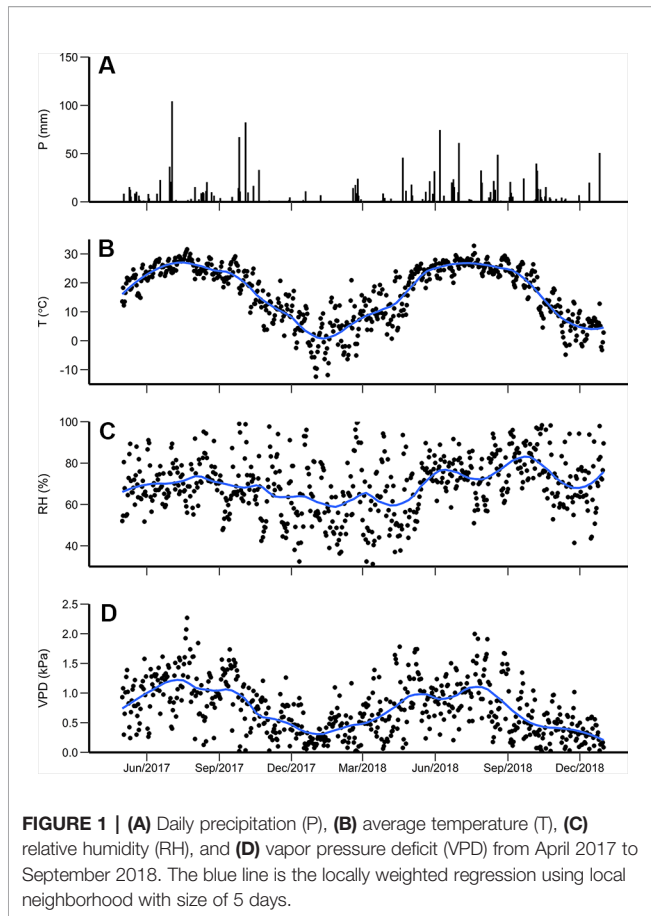 A
P (mm)
150
100
50
0
B
T (°C)
30
20
10
0
-10
C
RH (%)
100
80
60
40
D
VPD (kPa)
2.5
2.0
1.5
1.0
0.5
0.0
Jun/2017 Sep/2017 Dec/2017 Mar/2018 Jun/2018 Sep/2018 Dec/2018
FIGURE 1 | (A) Daily precipitation (P), (B) average temperature (T), (C)
relative humidity (RH), and (D) vapor pressure deficit (VPD) from April 2017 to
September 2018. The blue line is the locally weighted regression using local
neighborhood with size of 5 days.